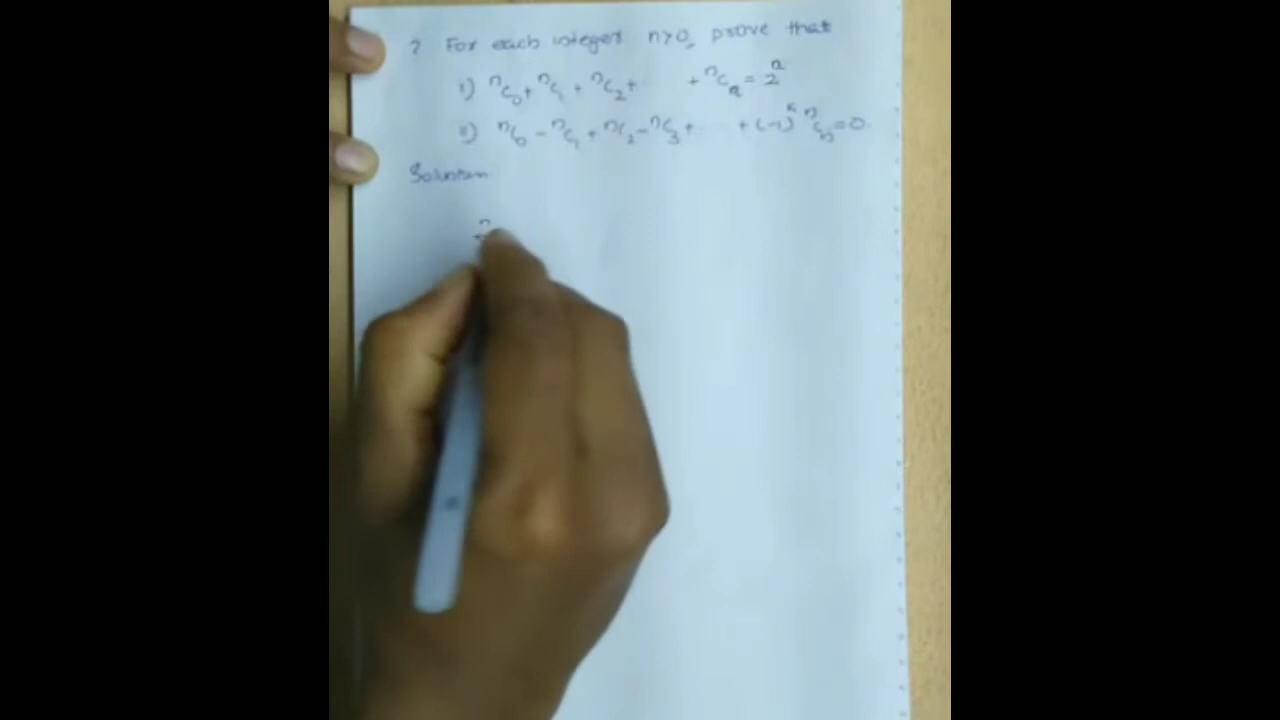 ? For each integer n>0, prove that
i) ⁿC₀ + ⁿC₁ + ⁿC₂ + ... + ⁿCₙ = 2ⁿ
ii) ⁿC₀ - ⁿC₁ + ⁿC₂ - ⁿC₃ + ... + (-1)ⁿ ⁿCₙ = 0.
Solution